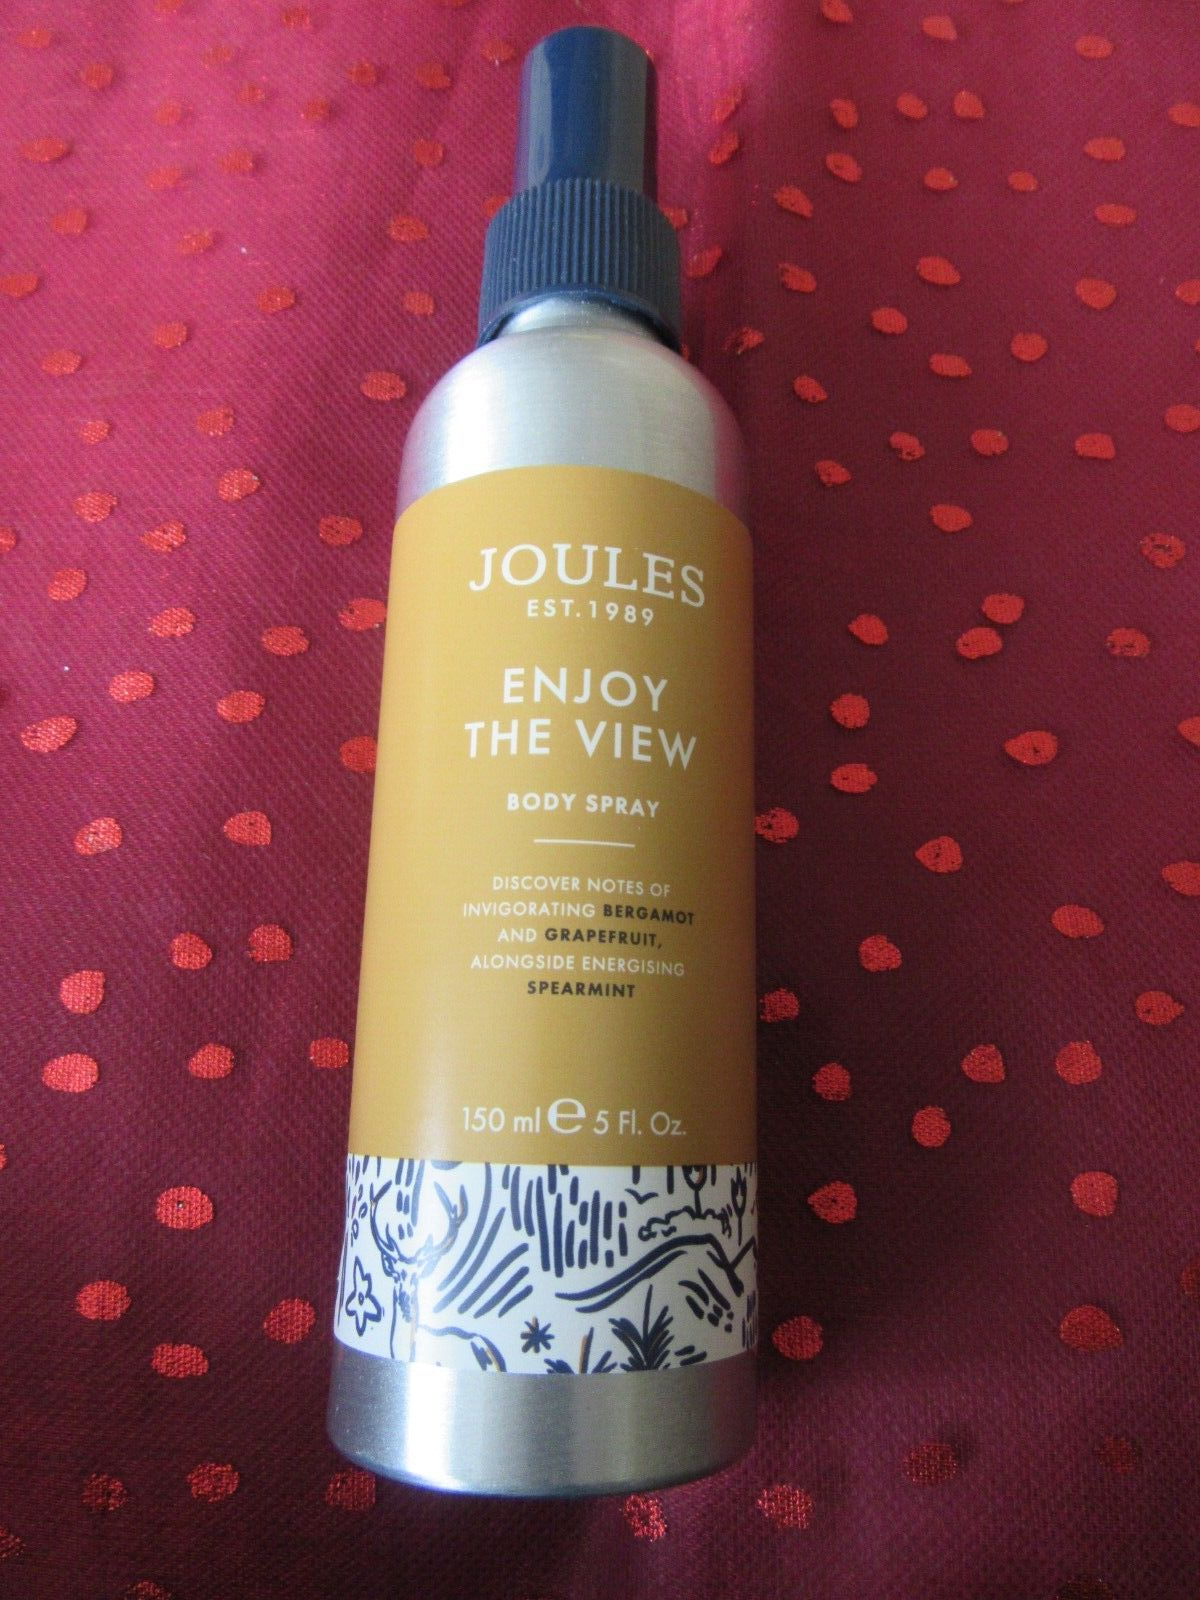 JOULES
EST.1989
ENJOY
THE VIEW
BODY SPRAY
DISCOVER NOTES OF
INVIGORATING BERGAMOT
AND GRAPEFRUIT,
ALONGSIDE ENERGISING
SPEARMINT
150 ml ℮ 5 Fl. Oz.